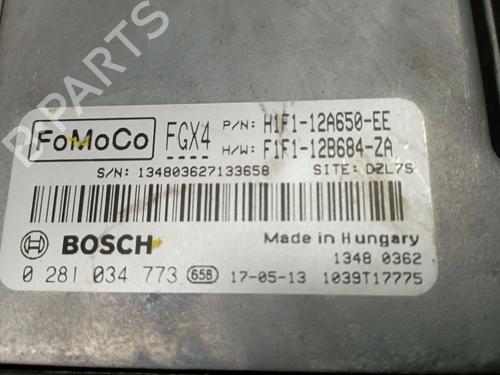 FoMoCo FGX4 P/N: H1F1-12A650-EE
H/W: F1F1-12B684-ZA
S/N: 134803627133658 SITE: DZL7S
BOSCH Made in Hungary
1348 0362
0 281 034 773 658 17-05-13 1039T17775
B-PARTS